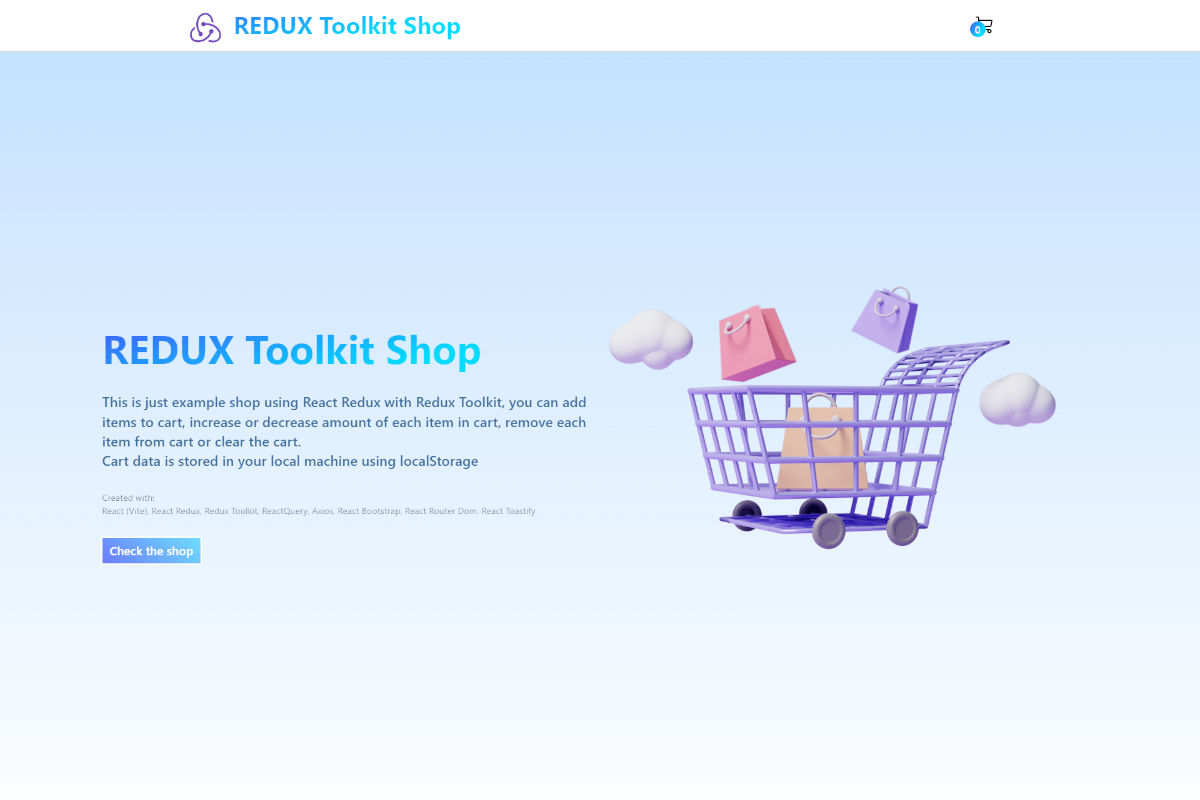 REDUX Toolkit Shop
0
REDUX Toolkit Shop
This is just example shop using React Redux with Redux Toolkit, you can add
items to cart, increase or decrease amount of each item in cart, remove each
item from cart or clear the cart.
Cart data is stored in your local machine using localStorage
Created with:
React (Vite), React Redux, Redux Toolkit, ReactQuery, Axios, React Bootstrap, React Router Dom, React Toastify
Check the shop